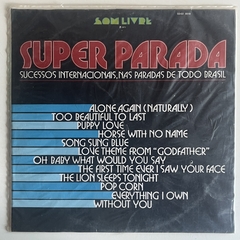 SOM LIVRE
SUPER PARADA
SUCESSOS INTERNACIONAIS, NAS PARADAS DE TODO BRASIL
ALONE AGAIN (NATURALLY)
TOO BEAUTIFUL TO LAST
PUPPY LOVE
HORSE WITH NO NAME
SONG SUNG BLUE
LOVE THEME FROM "GODFATHER"
OH BABY WHAT WOULD YOU SAY
THE FIRST TIME EVER I SAW YOUR FACE
THE LION SLEEPS TONIGHT
POP CORN
EVERYTHING I OWN
WITHOUT YOU